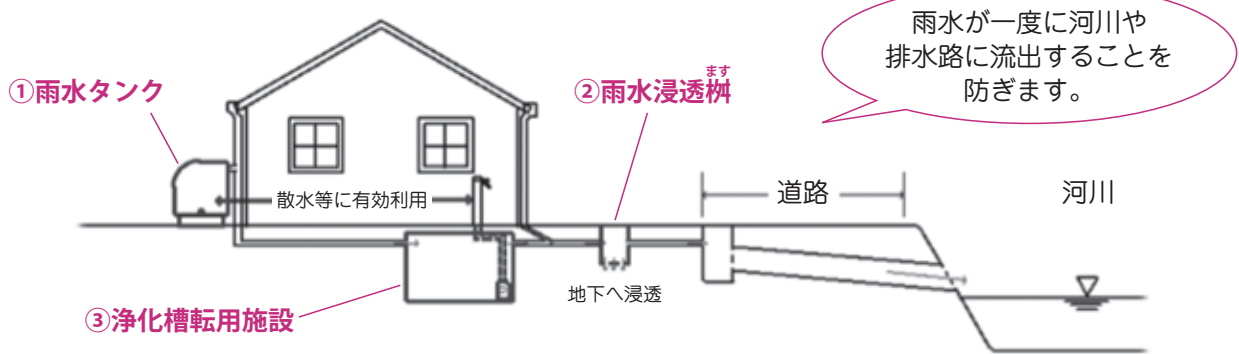 雨水が一度に河川や
排水路に流出することを
防ぎます。
①雨水タンク
ます
②雨水浸透桝
散水等に有効利用
道路
河川
地下へ浸透
③浄化槽転用施設